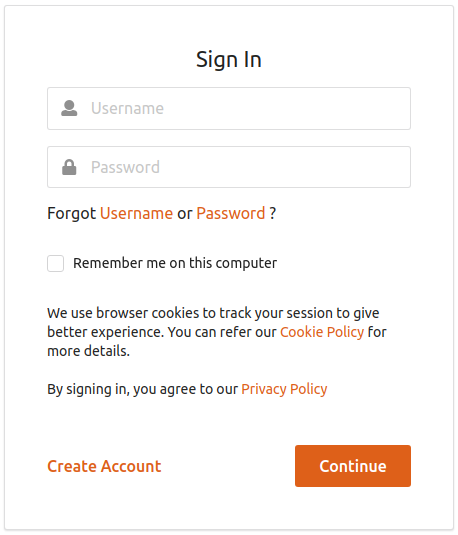 Sign In
Username
Password
Forgot Username or Password ?
Remember me on this computer
We use browser cookies to track your session to give
better experience. You can refer our Cookie Policy for
more details.
By signing in, you agree to our Privacy Policy
Create Account
Continue